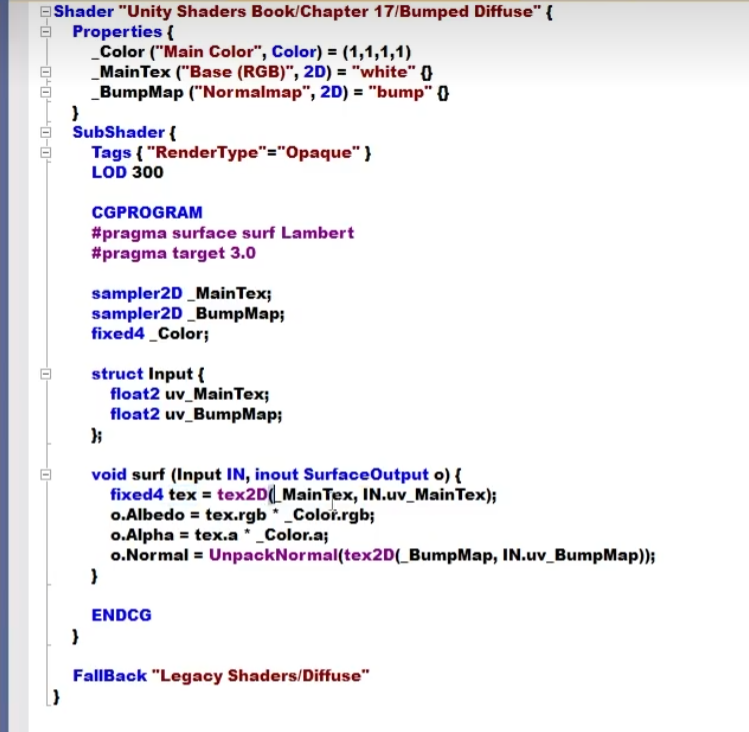 Shader "Unity Shaders Book/Chapter 17/Bumped Diffuse" {
Properties {
_Color ("Main Color", Color) = (1,1,1,1)
_MainTex ("Base (RGB)", 2D) = "white" {}
_BumpMap ("Normalmap", 2D) = "bump" {}
}
SubShader {
Tags { "RenderType"="Opaque" }
LOD 300
CGPROGRAM
#pragma surface surf Lambert
#pragma target 3.0
sampler2D _MainTex;
sampler2D _BumpMap;
fixed4 _Color;
struct Input {
float2 uv_MainTex;
float2 uv_BumpMap;
};
void surf (Input IN, inout SurfaceOutput o) {
fixed4 tex = tex2D(_MainTex, IN.uv_MainTex);
o.Albedo = tex.rgb * _Color.rgb;
o.Alpha = tex.a * _Color.a;
o.Normal = UnpackNormal(tex2D(_BumpMap, IN.uv_BumpMap));
}
ENDCG
}
FallBack "Legacy Shaders/Diffuse"
}